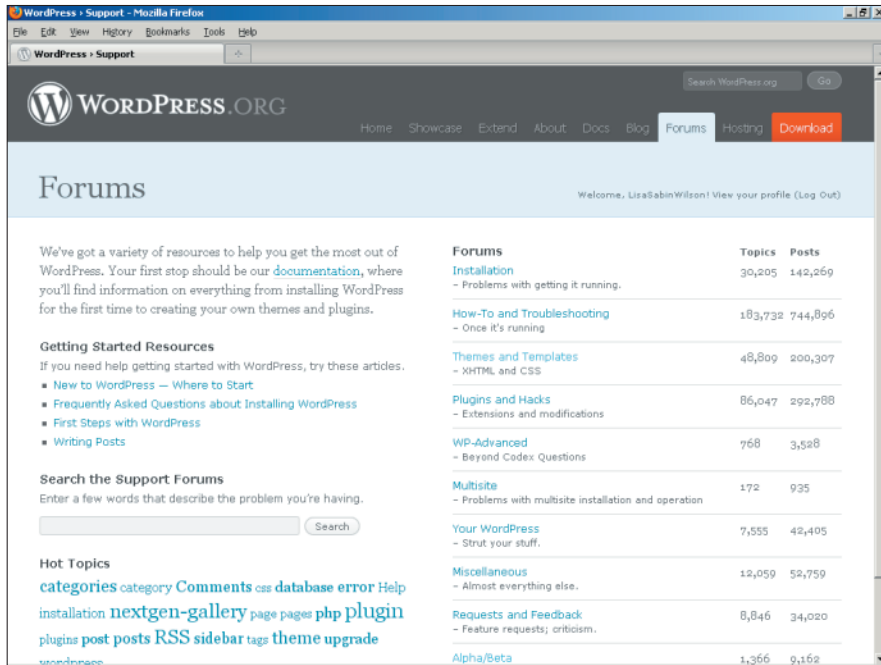 WordPress › Support - Mozilla Firefox
File Edit View History Bookmarks Tools Help
WordPress › Support
Search WordPress.org Go
WORDPRESS.ORG
Home Showcase Extend About Docs Blog Forums Hosting Download
Forums
Welcome, LisaSabinWilson! View your profile (Log Out)
We've got a variety of resources to help you get the most out of
WordPress. Your first stop should be our documentation, where
you'll find information on everything from installing WordPress
for the first time to creating your own themes and plugins.
Getting Started Resources
If you need help getting started with WordPress, try these articles.
New to WordPress — Where to Start
Frequently Asked Questions about Installing WordPress
First Steps with WordPress
Writing Posts
Search the Support Forums
Enter a few words that describe the problem you're having.
Search
Hot Topics
categories category Comments css database error Help
installation nextgen-gallery page pages php plugin
plugins post posts RSS sidebar tags theme upgrade
wordpress
Forums Topics Posts
Installation 30,205 142,269
– Problems with getting it running.
How-To and Troubleshooting 183,732 744,896
– Once it's running
Themes and Templates 48,809 200,307
– XHTML and CSS
Plugins and Hacks 86,047 292,788
– Extensions and modifications
WP-Advanced 768 3,528
– Beyond Codex Questions
Multisite 172 935
– Problems with multisite installation and operation
Your WordPress 7,555 42,405
– Strut your stuff.
Miscellaneous 12,059 52,759
– Almost everything else.
Requests and Feedback 8,846 34,020
– Feature requests; criticism.
Alpha/Beta 1,366 9,162